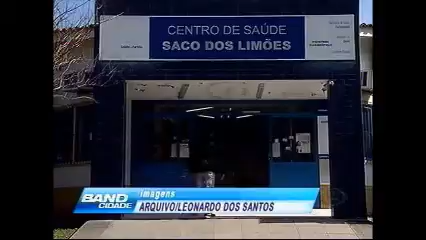 CENTRO DE SAÚDE
SACO DOS LIMÕES
BAND
CIDADE
imagens
ARQUIVO/LEONARDO DOS SANTOS